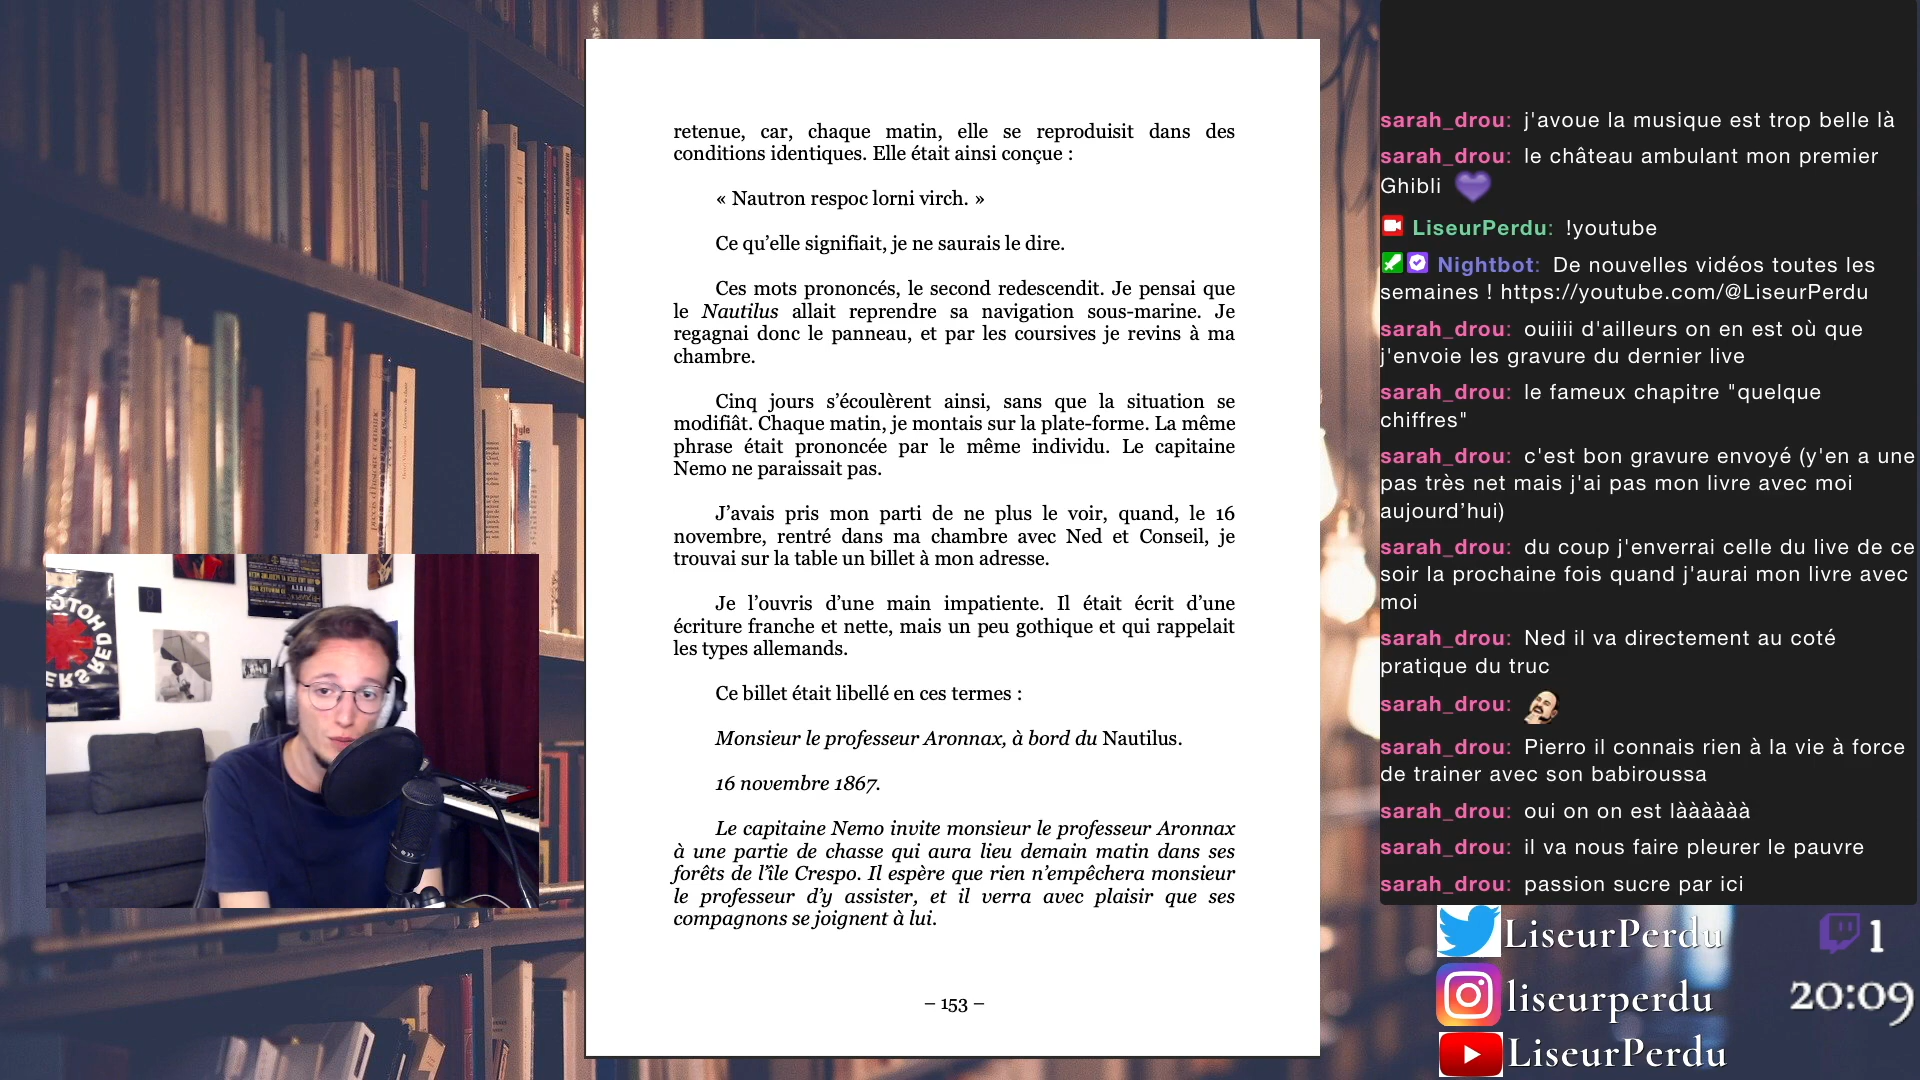 retenue, car, chaque matin, elle se reproduisit dans des
conditions identiques. Elle était ainsi conçue :
« Nautron respoc lorni virch. »
Ce qu’elle signifiait, je ne saurais le dire.
Ces mots prononcés, le second redescendit. Je pensai que
le Nautilus allait reprendre sa navigation sous-marine. Je
regagnai donc le panneau, et par les coursives je revins à ma
chambre.
Cinq jours s’écoulèrent ainsi, sans que la situation se
modifiât. Chaque matin, je montais sur la plate-forme. La même
phrase était prononcée par le même individu. Le capitaine
Nemo ne paraissait pas.
J’avais pris mon parti de ne plus le voir, quand, le 16
novembre, rentré dans ma chambre avec Ned et Conseil, je
trouvai sur la table un billet à mon adresse.
Je l’ouvris d’une main impatiente. Il était écrit d’une
écriture franche et nette, mais un peu gothique et qui rappelait
les types allemands.
Ce billet était libellé en ces termes :
Monsieur le professeur Aronnax, à bord du Nautilus.
16 novembre 1867.
Le capitaine Nemo invite monsieur le professeur Aronnax
à une partie de chasse qui aura lieu demain matin dans ses
forêts de l’île Crespo. Il espère que rien n’empêchera monsieur
le professeur d’y assister, et il verra avec plaisir que ses
compagnons se joignent à lui.
– 153 –
sarah_drou: j'avoue la musique est trop belle là
sarah_drou: le château ambulant mon premier
Ghibli
LiseurPerdu: !youtube
Nightbot: De nouvelles vidéos toutes les
semaines ! https://youtube.com/@LiseurPerdu
sarah_drou: ouiiii d'ailleurs on en est où que
j'envoie les gravure du dernier live
sarah_drou: le fameux chapitre "quelque
chiffres"
sarah_drou: c'est bon gravure envoyé (y'en a une
pas très net mais j'ai pas mon livre avec moi
aujourd’hui)
sarah_drou: du coup j'enverrai celle du live de ce
soir la prochaine fois quand j'aurai mon livre avec
moi
sarah_drou: Ned il va directement au coté
pratique du truc
sarah_drou:
sarah_drou: Pierro il connais rien à la vie à force
de trainer avec son babiroussa
sarah_drou: oui on on est lààààààà
sarah_drou: il va nous faire pleurer le pauvre
sarah_drou: passion sucre par ici
LiseurPerdu
1
liseurperdu
20:09
LiseurPerdu